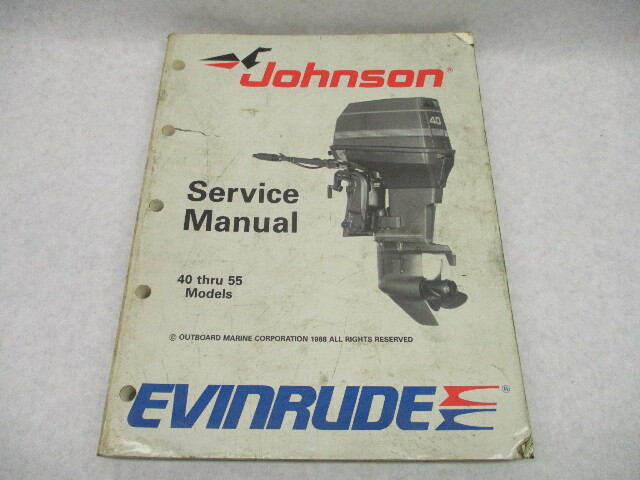 Johnson®
40
Service
Manual
40 thru 55
Models
© OUTBOARD MARINE CORPORATION 1988 ALL RIGHTS RESERVED
EVINRUDE ®